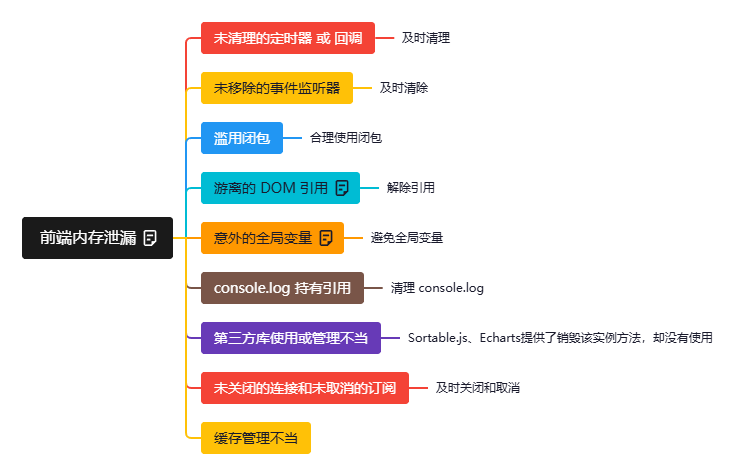 未清理的定时器 或 回调
及时清理
未移除的事件监听器
及时清除
滥用闭包
合理使用闭包
游离的 DOM 引用
解除引用
前端内存泄漏
意外的全局变量
避免全局变量
console.log 持有引用
清理 console.log
第三方库使用或管理不当
Sortable.js、Echarts提供了销毁该实例方法，却没有使用
未关闭的连接和未取消的订阅
及时关闭和取消
缓存管理不当